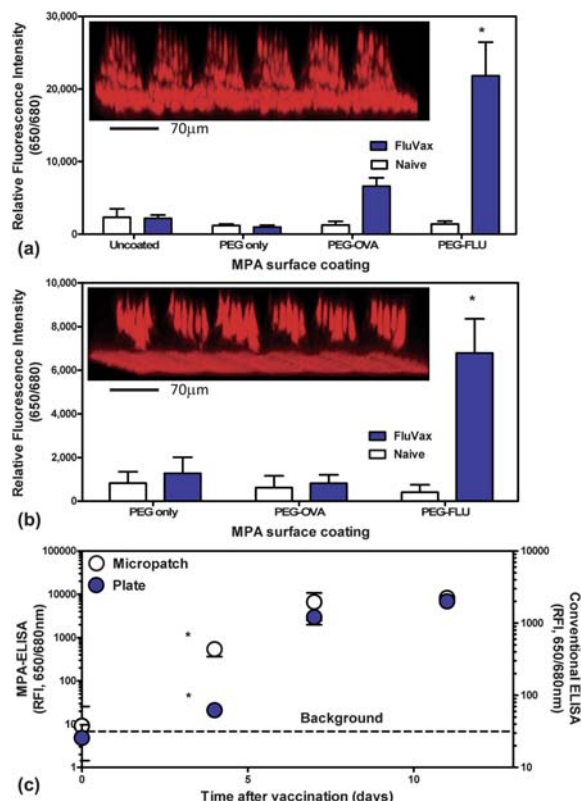 30,000
20,000
10,000
0
Relative Fluorescence Intensity
(650/680)
70µm
*
FluVax
Naive
Uncoated
PEG only
PEG-OVA
PEG-FLU
(a)
MPA surface coating
10,000
8,000
6,000
4,000
2,000
0
Relative Fluorescence Intensity
(650/680)
70µm
*
FluVax
Naive
PEG only
PEG-OVA
PEG-FLU
(b)
MPA surface coating
100000
10000
1000
100
10
1
MPA-ELISA
(RFI, 650/680nm)
Micropatch
Plate
*
*
Background
10000
1000
100
10
Conventional ELISA
(RFI, 650/680nm)
0
5
10
(c)
Time after vaccination (days)